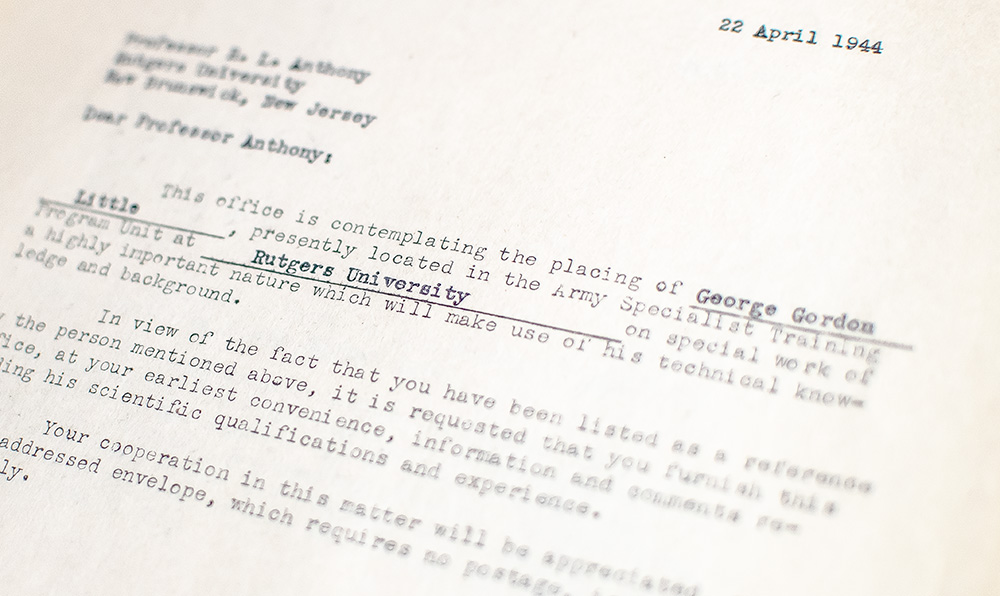 22 April 1944
Professor R. L. Anthony
Rutgers University
New Brunswick, New Jersey
Dear Professor Anthony:
This office is contemplating the placing of George Gordon
Little, presently located in the Army Specialist Training
Program Unit at Rutgers University on special work of
a highly important nature which will make use of his technical know-
ledge and background.
In view of the fact that you have been listed as a reference
the person mentioned above, it is requested that you furnish this
fice, at your earliest convenience, information and comments
ding his scientific qualifications and experience.
Your cooperation in this matter will be appreciated
addressed envelope, which requires no postage,
ly.